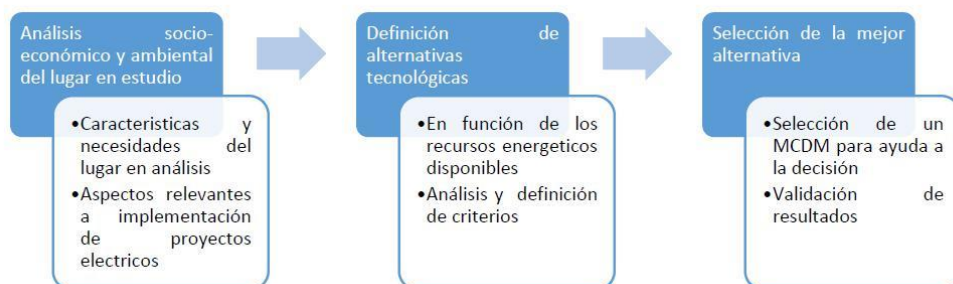 Análisis socio-
económico y ambiental
del lugar en estudio
•Caracteristicas y
necesidades del
lugar en análisis
•Aspectos relevantes
a implementación
de proyectos
electricos
Definición de
alternativas
tecnológicas
•En función de los
recursos energeticos
disponibles
•Análisis y definición
de criterios
Selección de la mejor
alternativa
•Selección de un
MCDM para ayuda a
la decisión
•Validación de
resultados